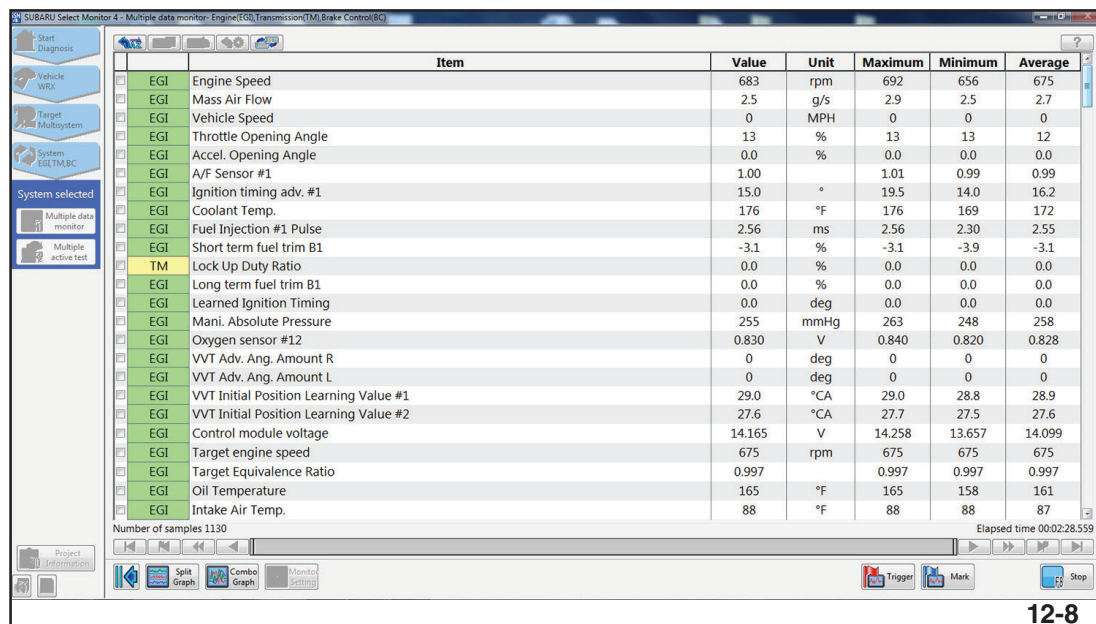 SUBARU Select Monitor 4 - Multiple data monitor- Engine(EGI),Transmission(TM),Brake Control(BC)
Start
Diagnosis
Vehicle
WRX
Target
Multisystem
System
EGI,TM,BC
System selected
Multiple data
monitor
Multiple
active test
Project
Information
?
Item Value Unit Maximum Minimum Average
EGI Engine Speed 683 rpm 692 656 675
EGI Mass Air Flow 2.5 g/s 2.9 2.5 2.7
EGI Vehicle Speed 0 MPH 0 0 0
EGI Throttle Opening Angle 13 % 13 13 12
EGI Accel. Opening Angle 0.0 % 0.0 0.0 0.0
EGI A/F Sensor #1 1.00 1.01 0.99 0.99
EGI Ignition timing adv. #1 15.0 ° 19.5 14.0 16.2
EGI Coolant Temp. 176 °F 176 169 172
EGI Fuel Injection #1 Pulse 2.56 ms 2.56 2.30 2.55
EGI Short term fuel trim B1 -3.1 % -3.1 -3.9 -3.1
TM Lock Up Duty Ratio 0.0 % 0.0 0.0 0.0
EGI Long term fuel trim B1 0.0 % 0.0 0.0 0.0
EGI Learned Ignition Timing 0.0 deg 0.0 0.0 0.0
EGI Mani. Absolute Pressure 255 mmHg 263 248 258
EGI Oxygen sensor #12 0.830 V 0.840 0.820 0.828
EGI VVT Adv. Ang. Amount R 0 deg 0 0 0
EGI VVT Adv. Ang. Amount L 0 deg 0 0 0
EGI VVT Initial Position Learning Value #1 29.0 °CA 29.0 28.8 28.9
EGI VVT Initial Position Learning Value #2 27.6 °CA 27.7 27.5 27.6
EGI Control module voltage 14.165 V 14.258 13.657 14.099
EGI Target engine speed 675 rpm 675 675 675
EGI Target Equivalence Ratio 0.997 0.997 0.997 0.997
EGI Oil Temperature 165 °F 165 158 161
EGI Intake Air Temp. 88 °F 88 88 87
Number of samples 1130 Elapsed time 00:02:28.559
Split
Graph
Combo
Graph
Monitor
Setting
Trigger
Mark
F8 Stop
12-8